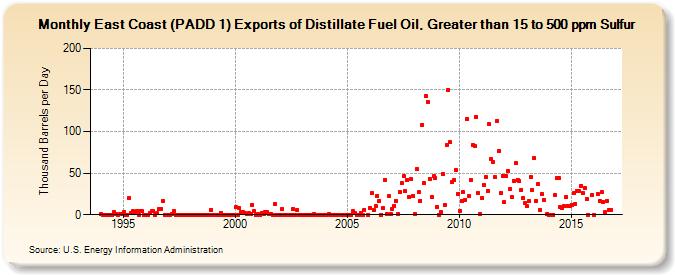 Monthly East Coast (PADD 1) Exports of Distillate Fuel Oil, Greater than 15 to 500 ppm Sulfur
Thousand Barrels per Day
200
150
100
50
0
1995 2000 2005 2010 2015
Source: U.S. Energy Information Administration